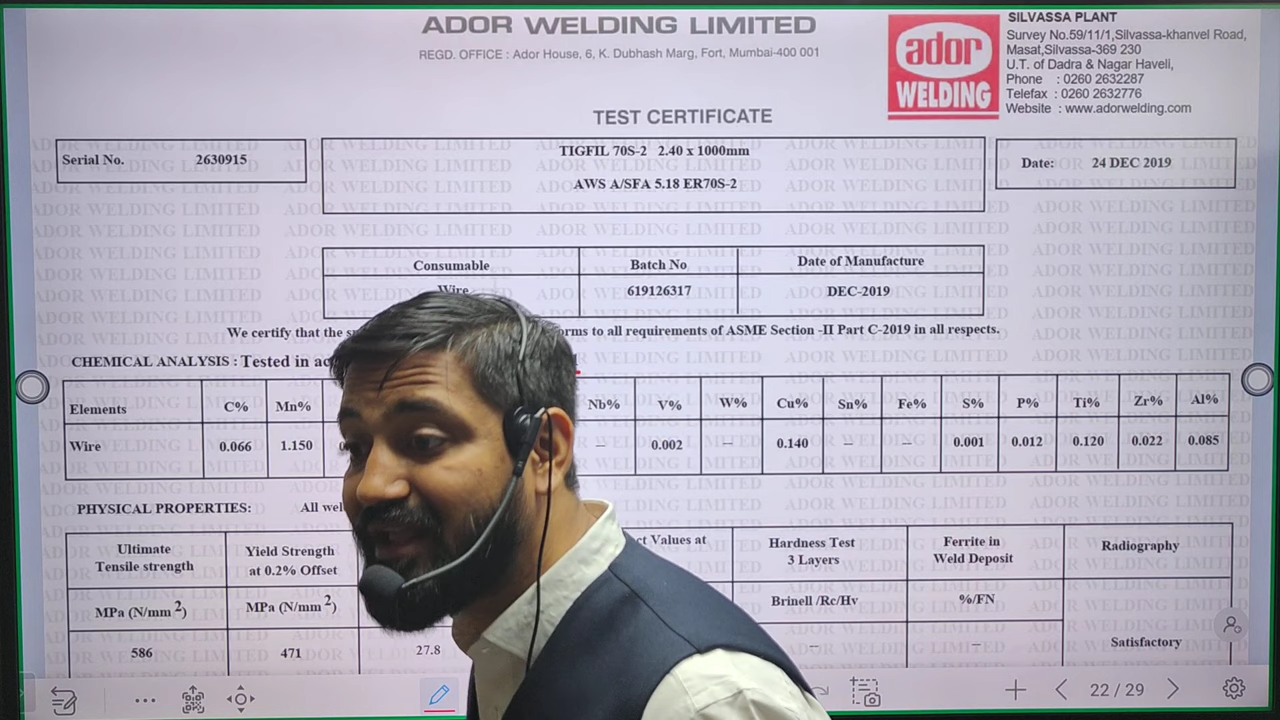 ADOR WELDING LIMITED
REGD. OFFICE : Ador House, 6, K. Dubhash Marg, Fort, Mumbai-400 001
ador
WELDING
SILVASSA PLANT
Survey No.59/11/1,Silvassa-khanvel Road,
Masat,Silvassa-369 230
U.T. of Dadra & Nagar Haveli,
Phone : 0260 2632287
Telefax : 0260 2632776
Website : www.adorwelding.com
TEST CERTIFICATE
Serial No. 2630915
TIGFIL 70S-2 2.40 x 1000mm
AWS A/SFA 5.18 ER70S-2
Date: 24 DEC 2019
Consumable Batch No Date of Manufacture
Wire 619126317 DEC-2019
We certify that the to all requirements of ASME Section -II Part C-2019 in all respects.
CHEMICAL ANALYSIS : Tested in
Elements C% Mn% Nb% V% W% Cu% Sn% Fe% S% P% Ti% Zr% Al%
Wire 0.066 1.150 – 0.002 – 0.140 – – 0.001 0.012 0.120 0.022 0.085
PHYSICAL PROPERTIES: All
Ultimate
Tensile strength
Yield Strength
at 0.2% Offset
Values at
Hardness Test
3 Layers
Ferrite in
Weld Deposit
Radiography
MPa (N/mm²) MPa (N/mm²) Brinell /Rc/Hv %/FN
586 471 27.8 – – Satisfactory
22 / 29